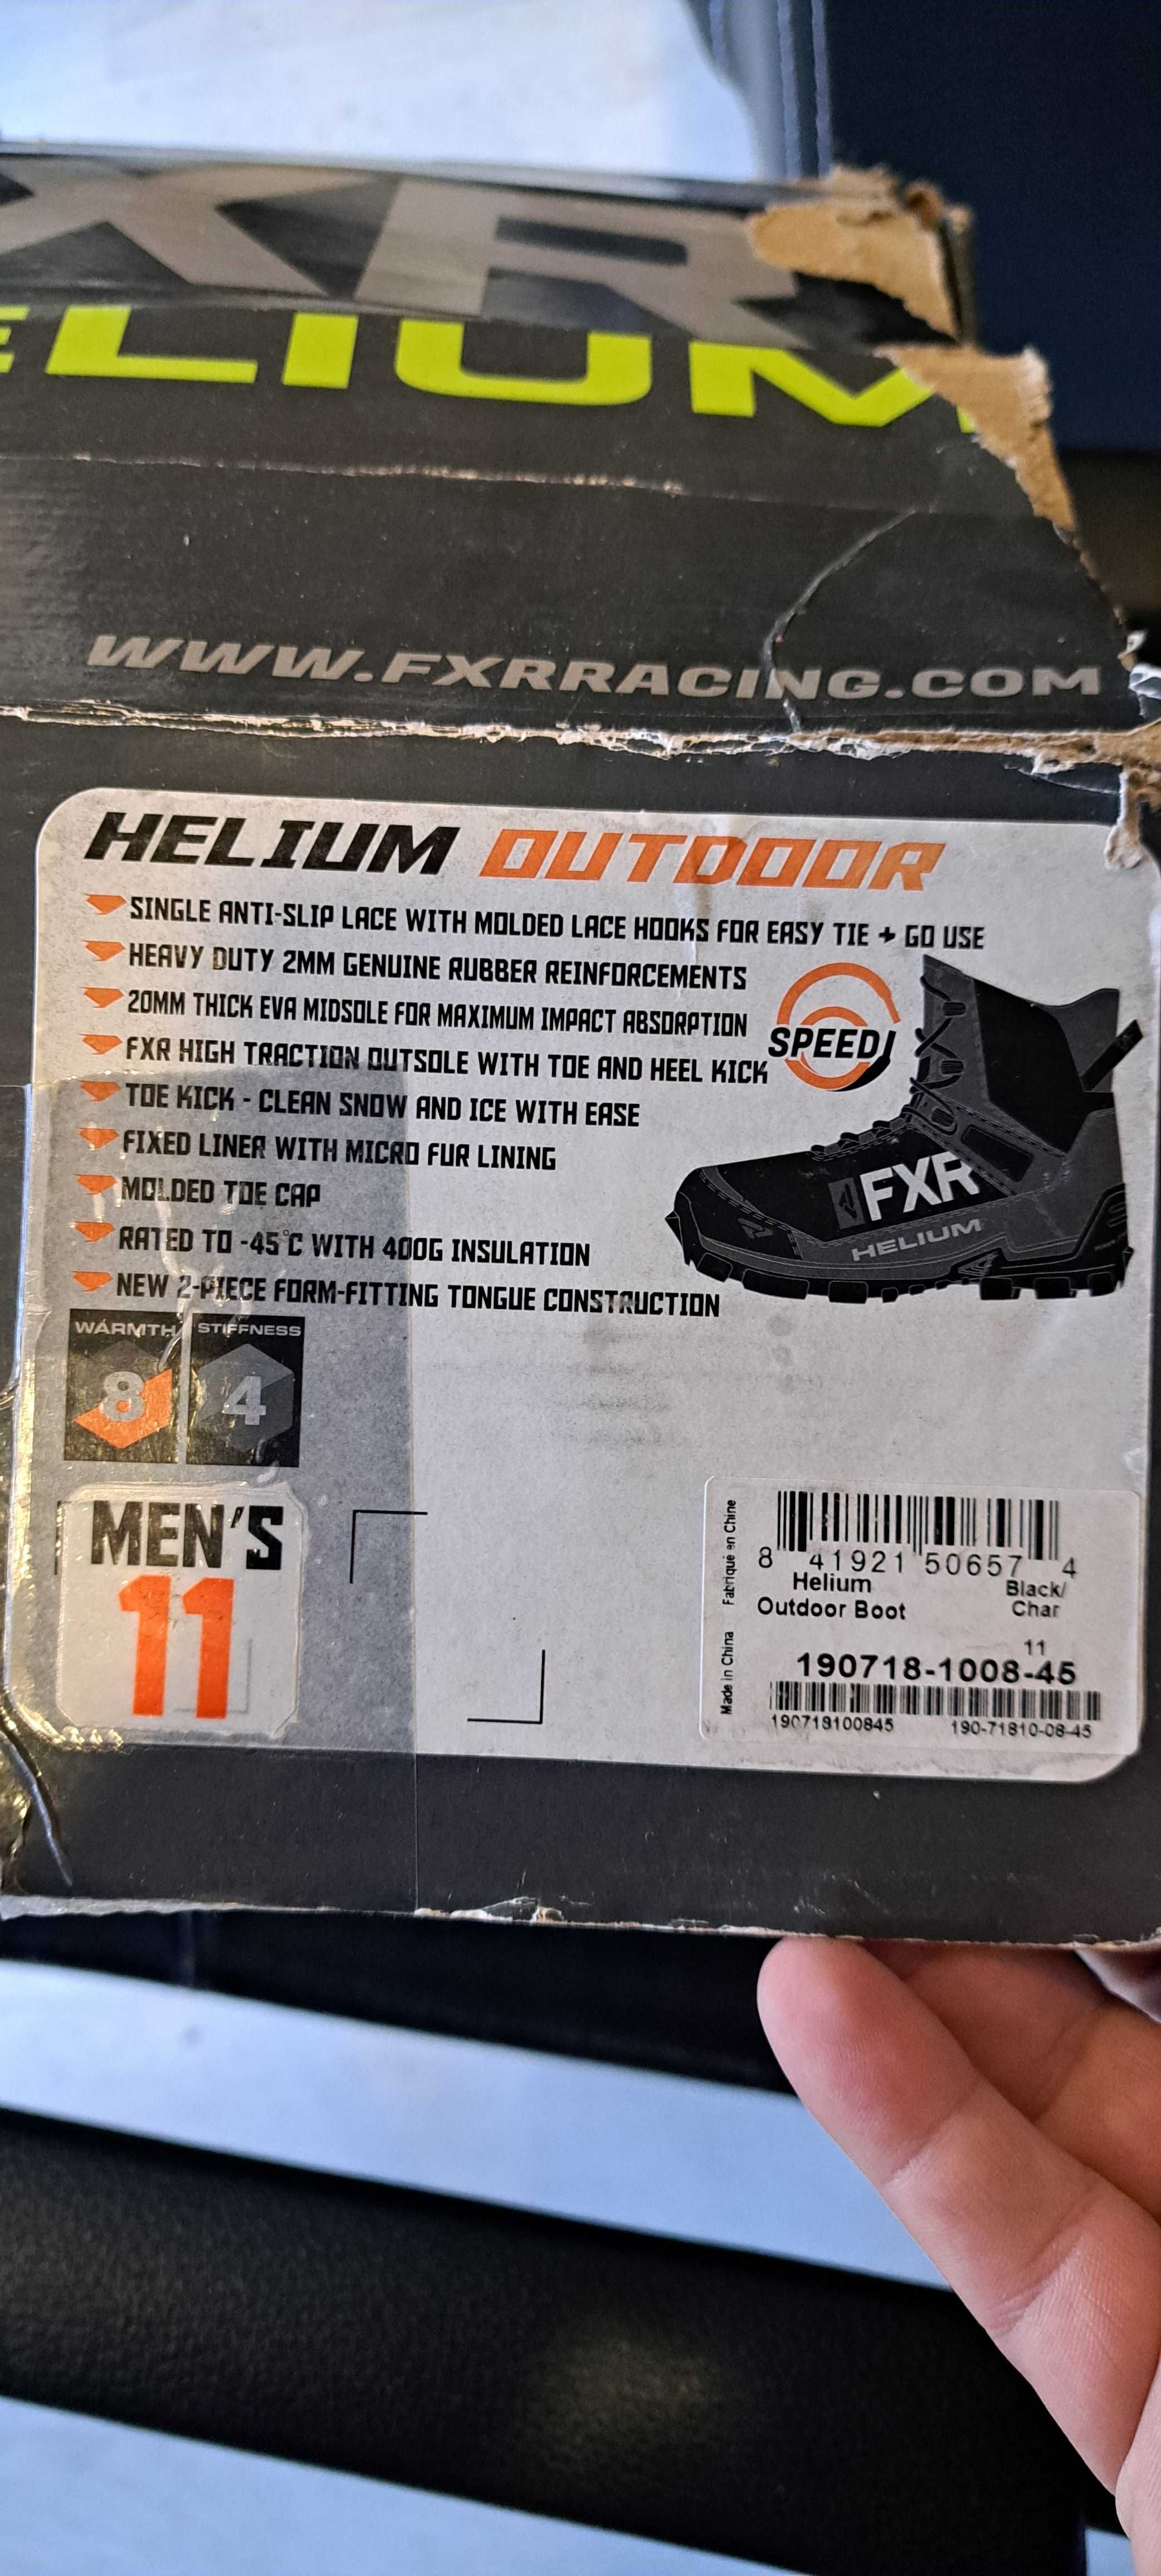 XR
ELIUM
WWW.FXRRACING.COM
HELIUM OUTDOOR
SINGLE ANTI-SLIP LACE WITH MOLDED LACE HOOKS FOR EASY TIE + GO USE
HEAVY DUTY 2MM GENUINE RUBBER REINFORCEMENTS
20MM THICK EVA MIDSOLE FOR MAXIMUM IMPACT ABSORPTION
FXR HIGH TRACTION OUTSOLE WITH TOE AND HEEL KICK
TOE KICK - CLEAN SNOW AND ICE WITH EASE
FIXED LINER WITH MICRO FUR LINING
MOLDED TOE CAP
RATED TO -45°C WITH 400G INSULATION
NEW 2-PIECE FORM-FITTING TONGUE CONSTRUCTION
SPEED
FXR
HELIUM
WARMTH STIFFNESS
8 4
MEN'S
11
Made in China Fabriqué en Chine
8 41921 50657 4
Helium Black/
Outdoor Boot Char
11
190718-1008-45
190718100845 190-71810-08-45